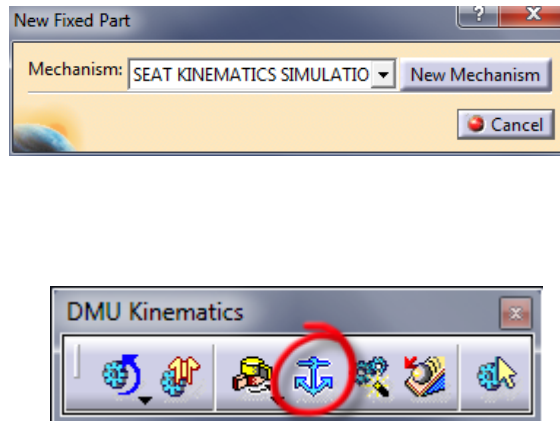 New Fixed Part
?
Mechanism: SEAT KINEMATICS SIMULATIO New Mechanism
Cancel
DMU Kinematics